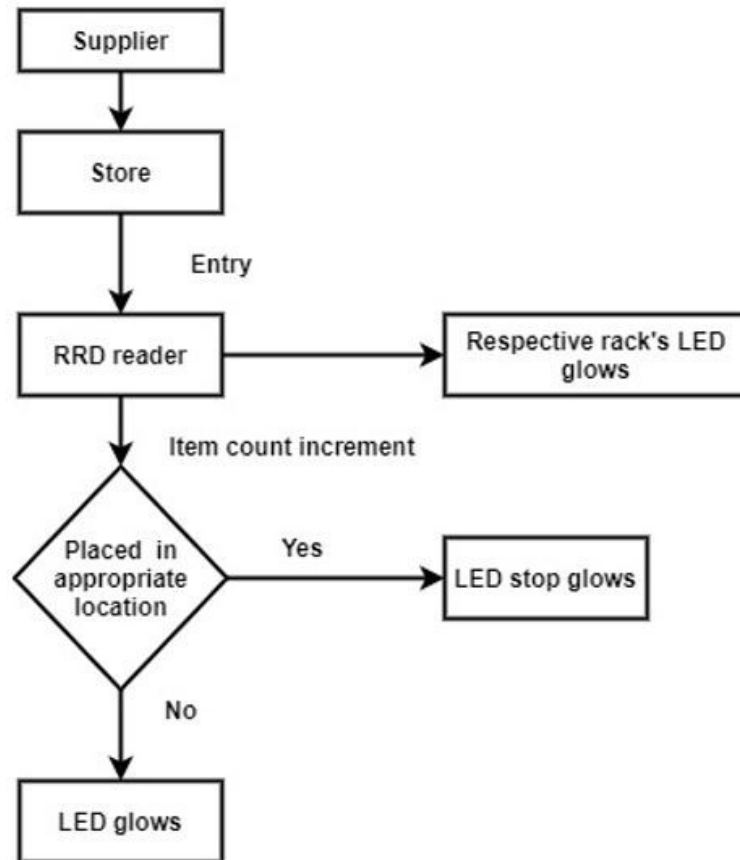 Supplier
Store
Entry
RRD reader
Respective rack's LED
glows
Item count increment
Placed in
appropriate
location
Yes
LED stop glows
No
LED glows